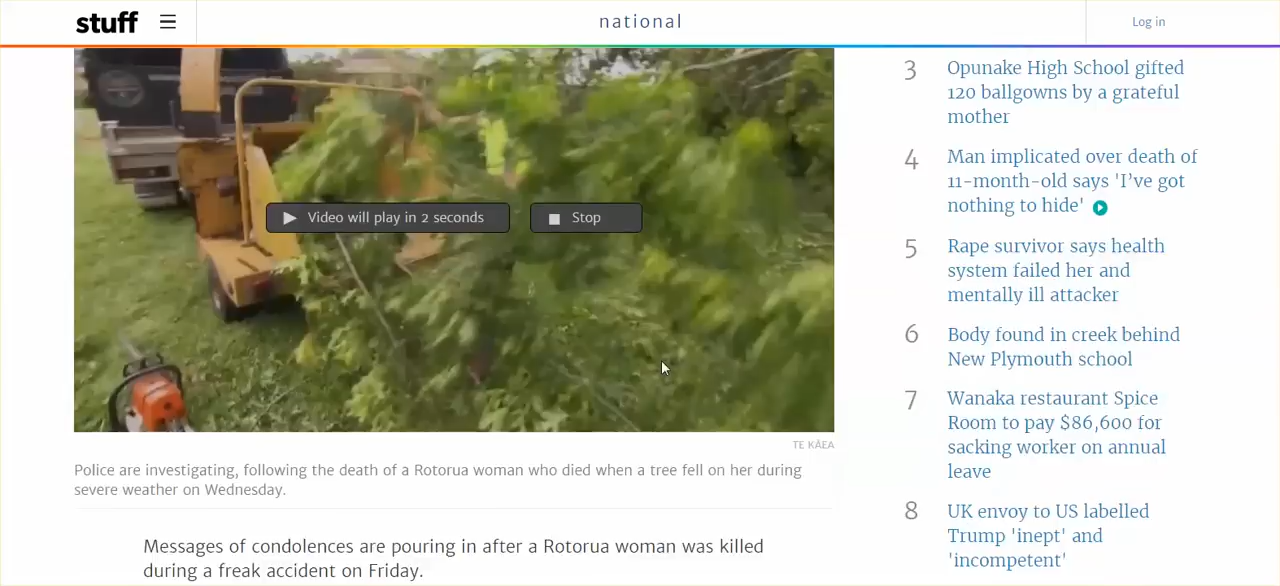 stuff
national
Log in
Video will play in 2 seconds
Stop
TE KĀEA
Police are investigating, following the death of a Rotorua woman who died when a tree fell on her during
severe weather on Wednesday.
Messages of condolences are pouring in after a Rotorua woman was killed
during a freak accident on Friday.
3
Opunake High School gifted
120 ballgowns by a grateful
mother
4
Man implicated over death of
11-month-old says 'I've got
nothing to hide'
5
Rape survivor says health
system failed her and
mentally ill attacker
6
Body found in creek behind
New Plymouth school
7
Wanaka restaurant Spice
Room to pay $86,600 for
sacking worker on annual
leave
8
UK envoy to US labelled
Trump 'inept' and
'incompetent'